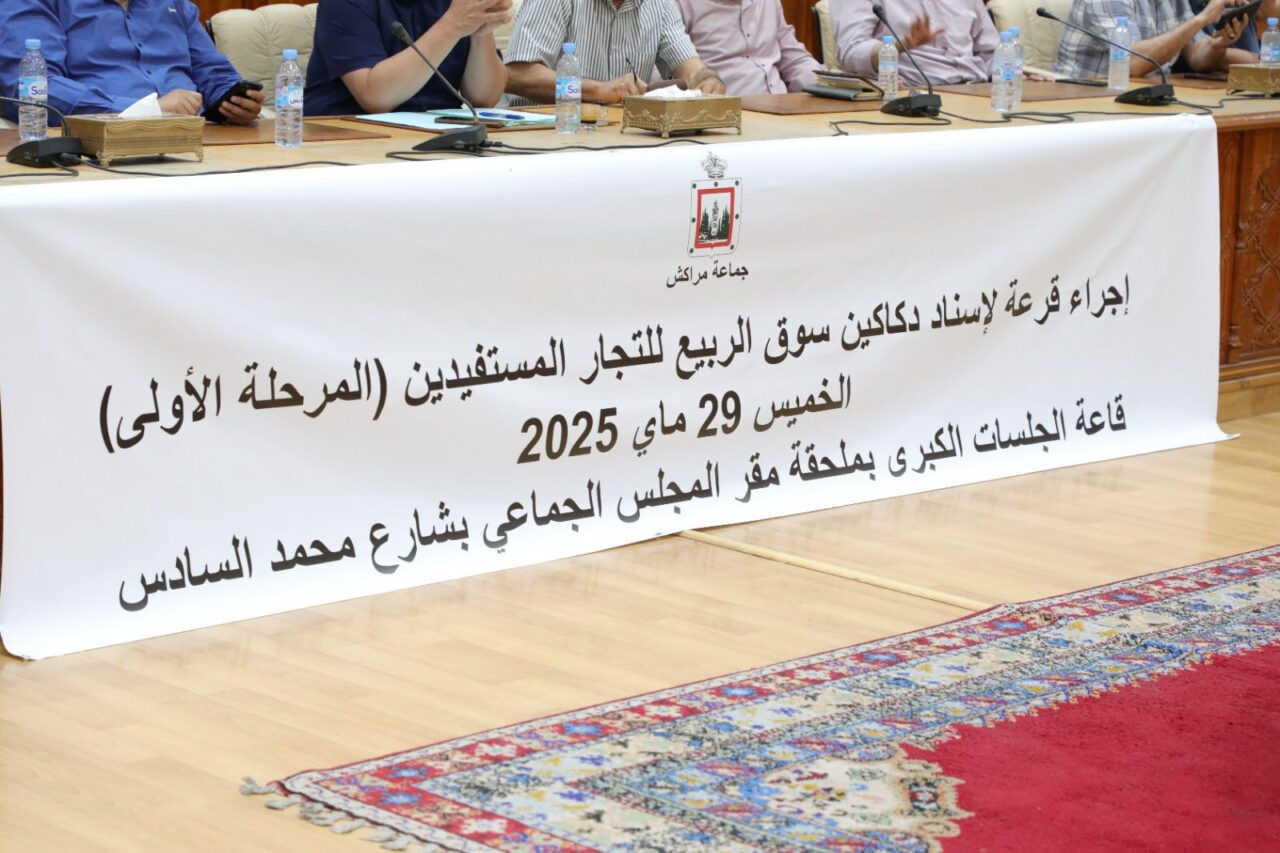 جماعة مراكش
إجراء قرعة لإسناد دكاكين سوق الربيع للتجار المستفيدين (المرحلة الأولى)
الخميس 29 ماي 2025
قاعة الجلسات الكبرى بملحقة مقر المجلس الجماعي بشارع محمد السادس